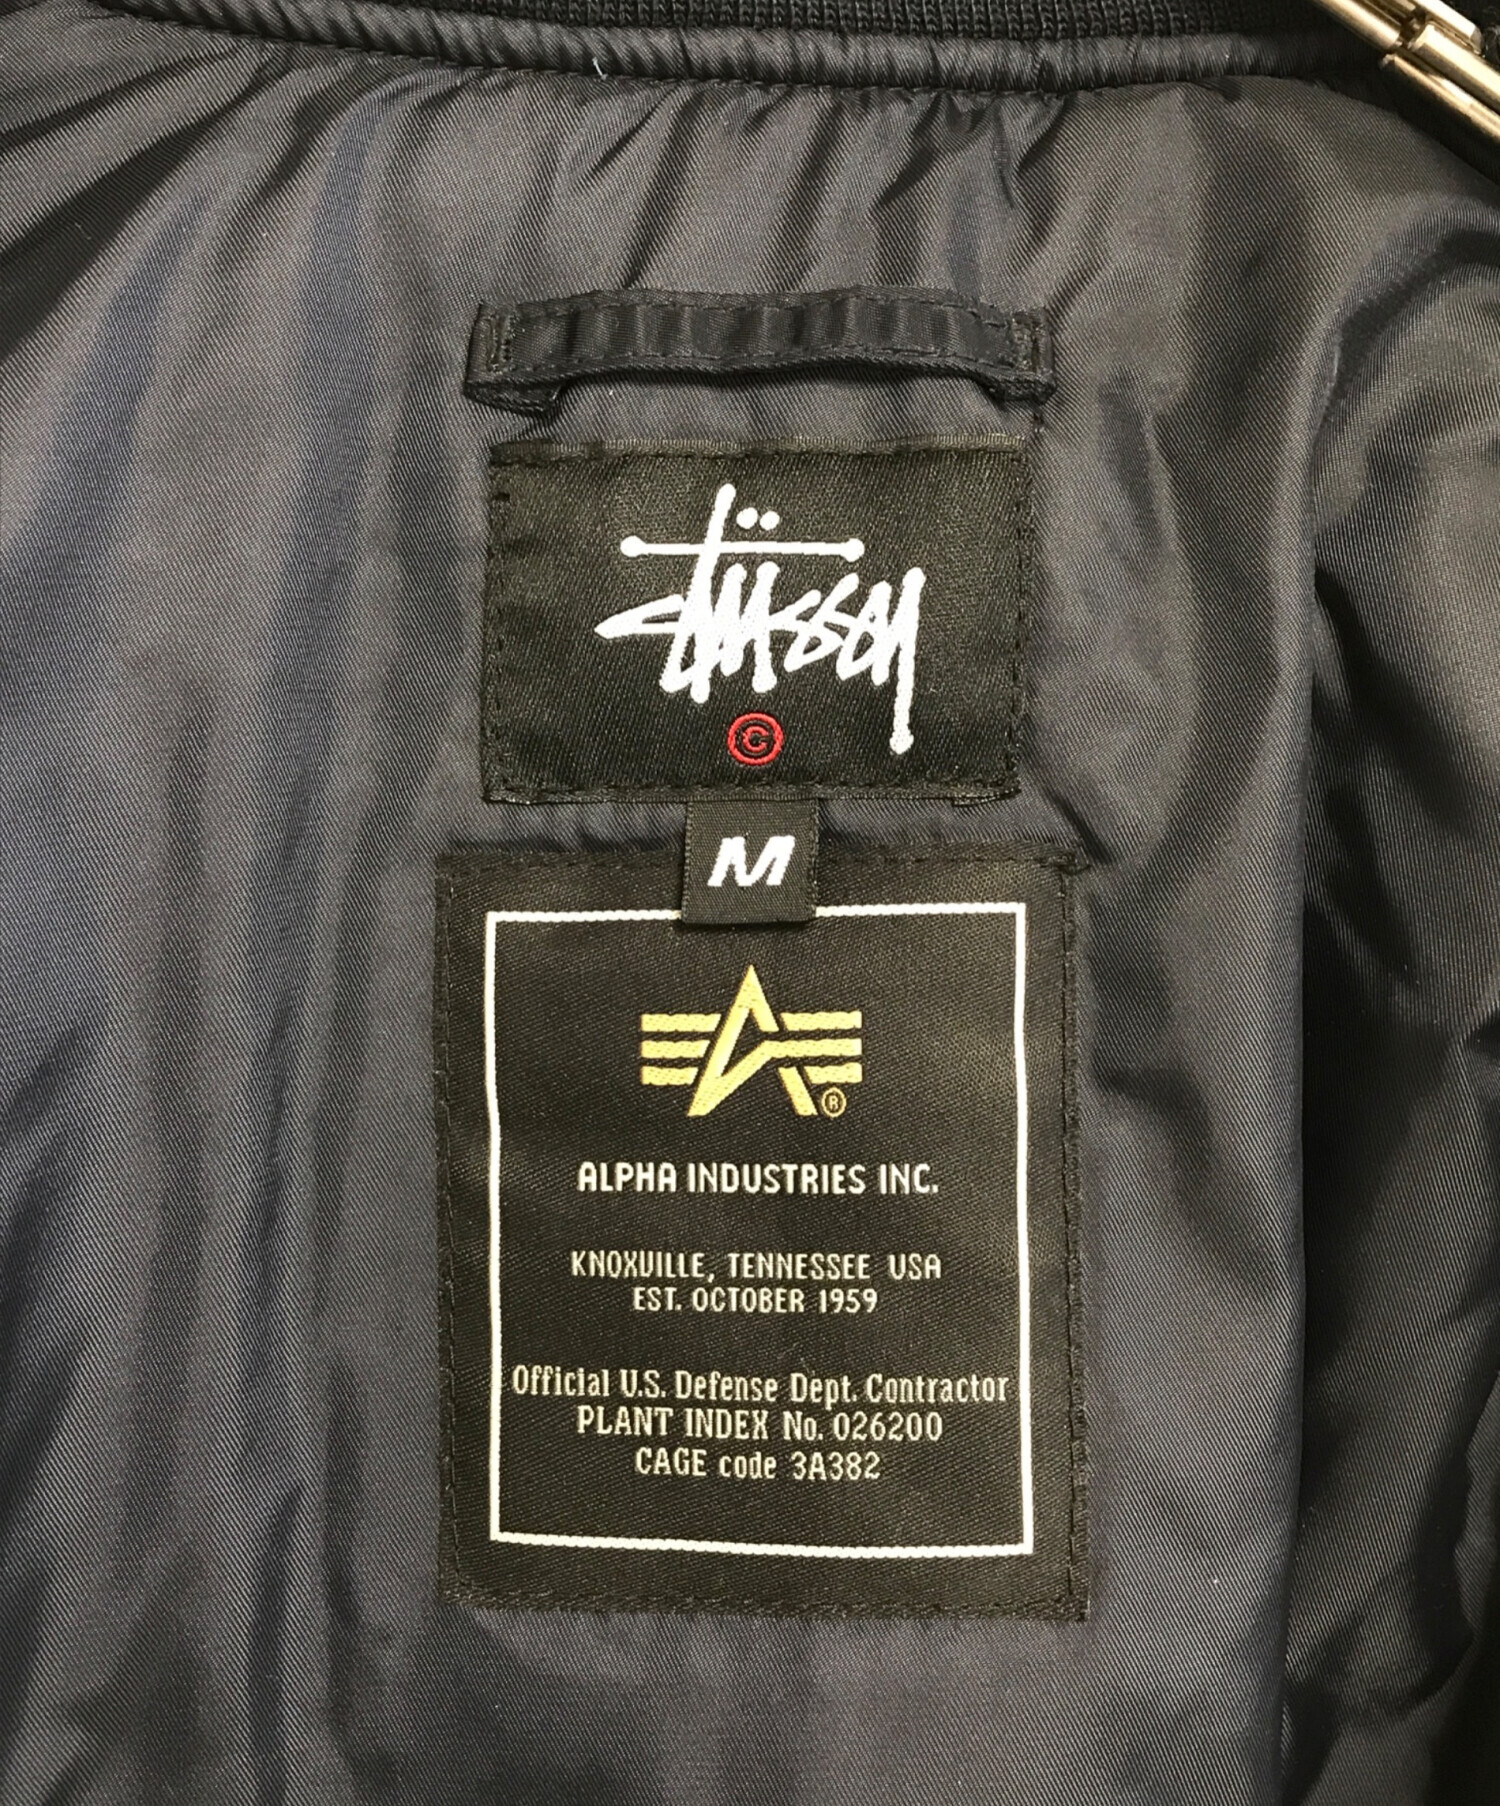 Stüssy
©
M
®
ALPHA INDUSTRIES INC.
KNOXVILLE, TENNESSEE USA
EST. OCTOBER 1959
Official U.S. Defense Dept. Contractor
PLANT INDEX No. 026200
CAGE code 3A382